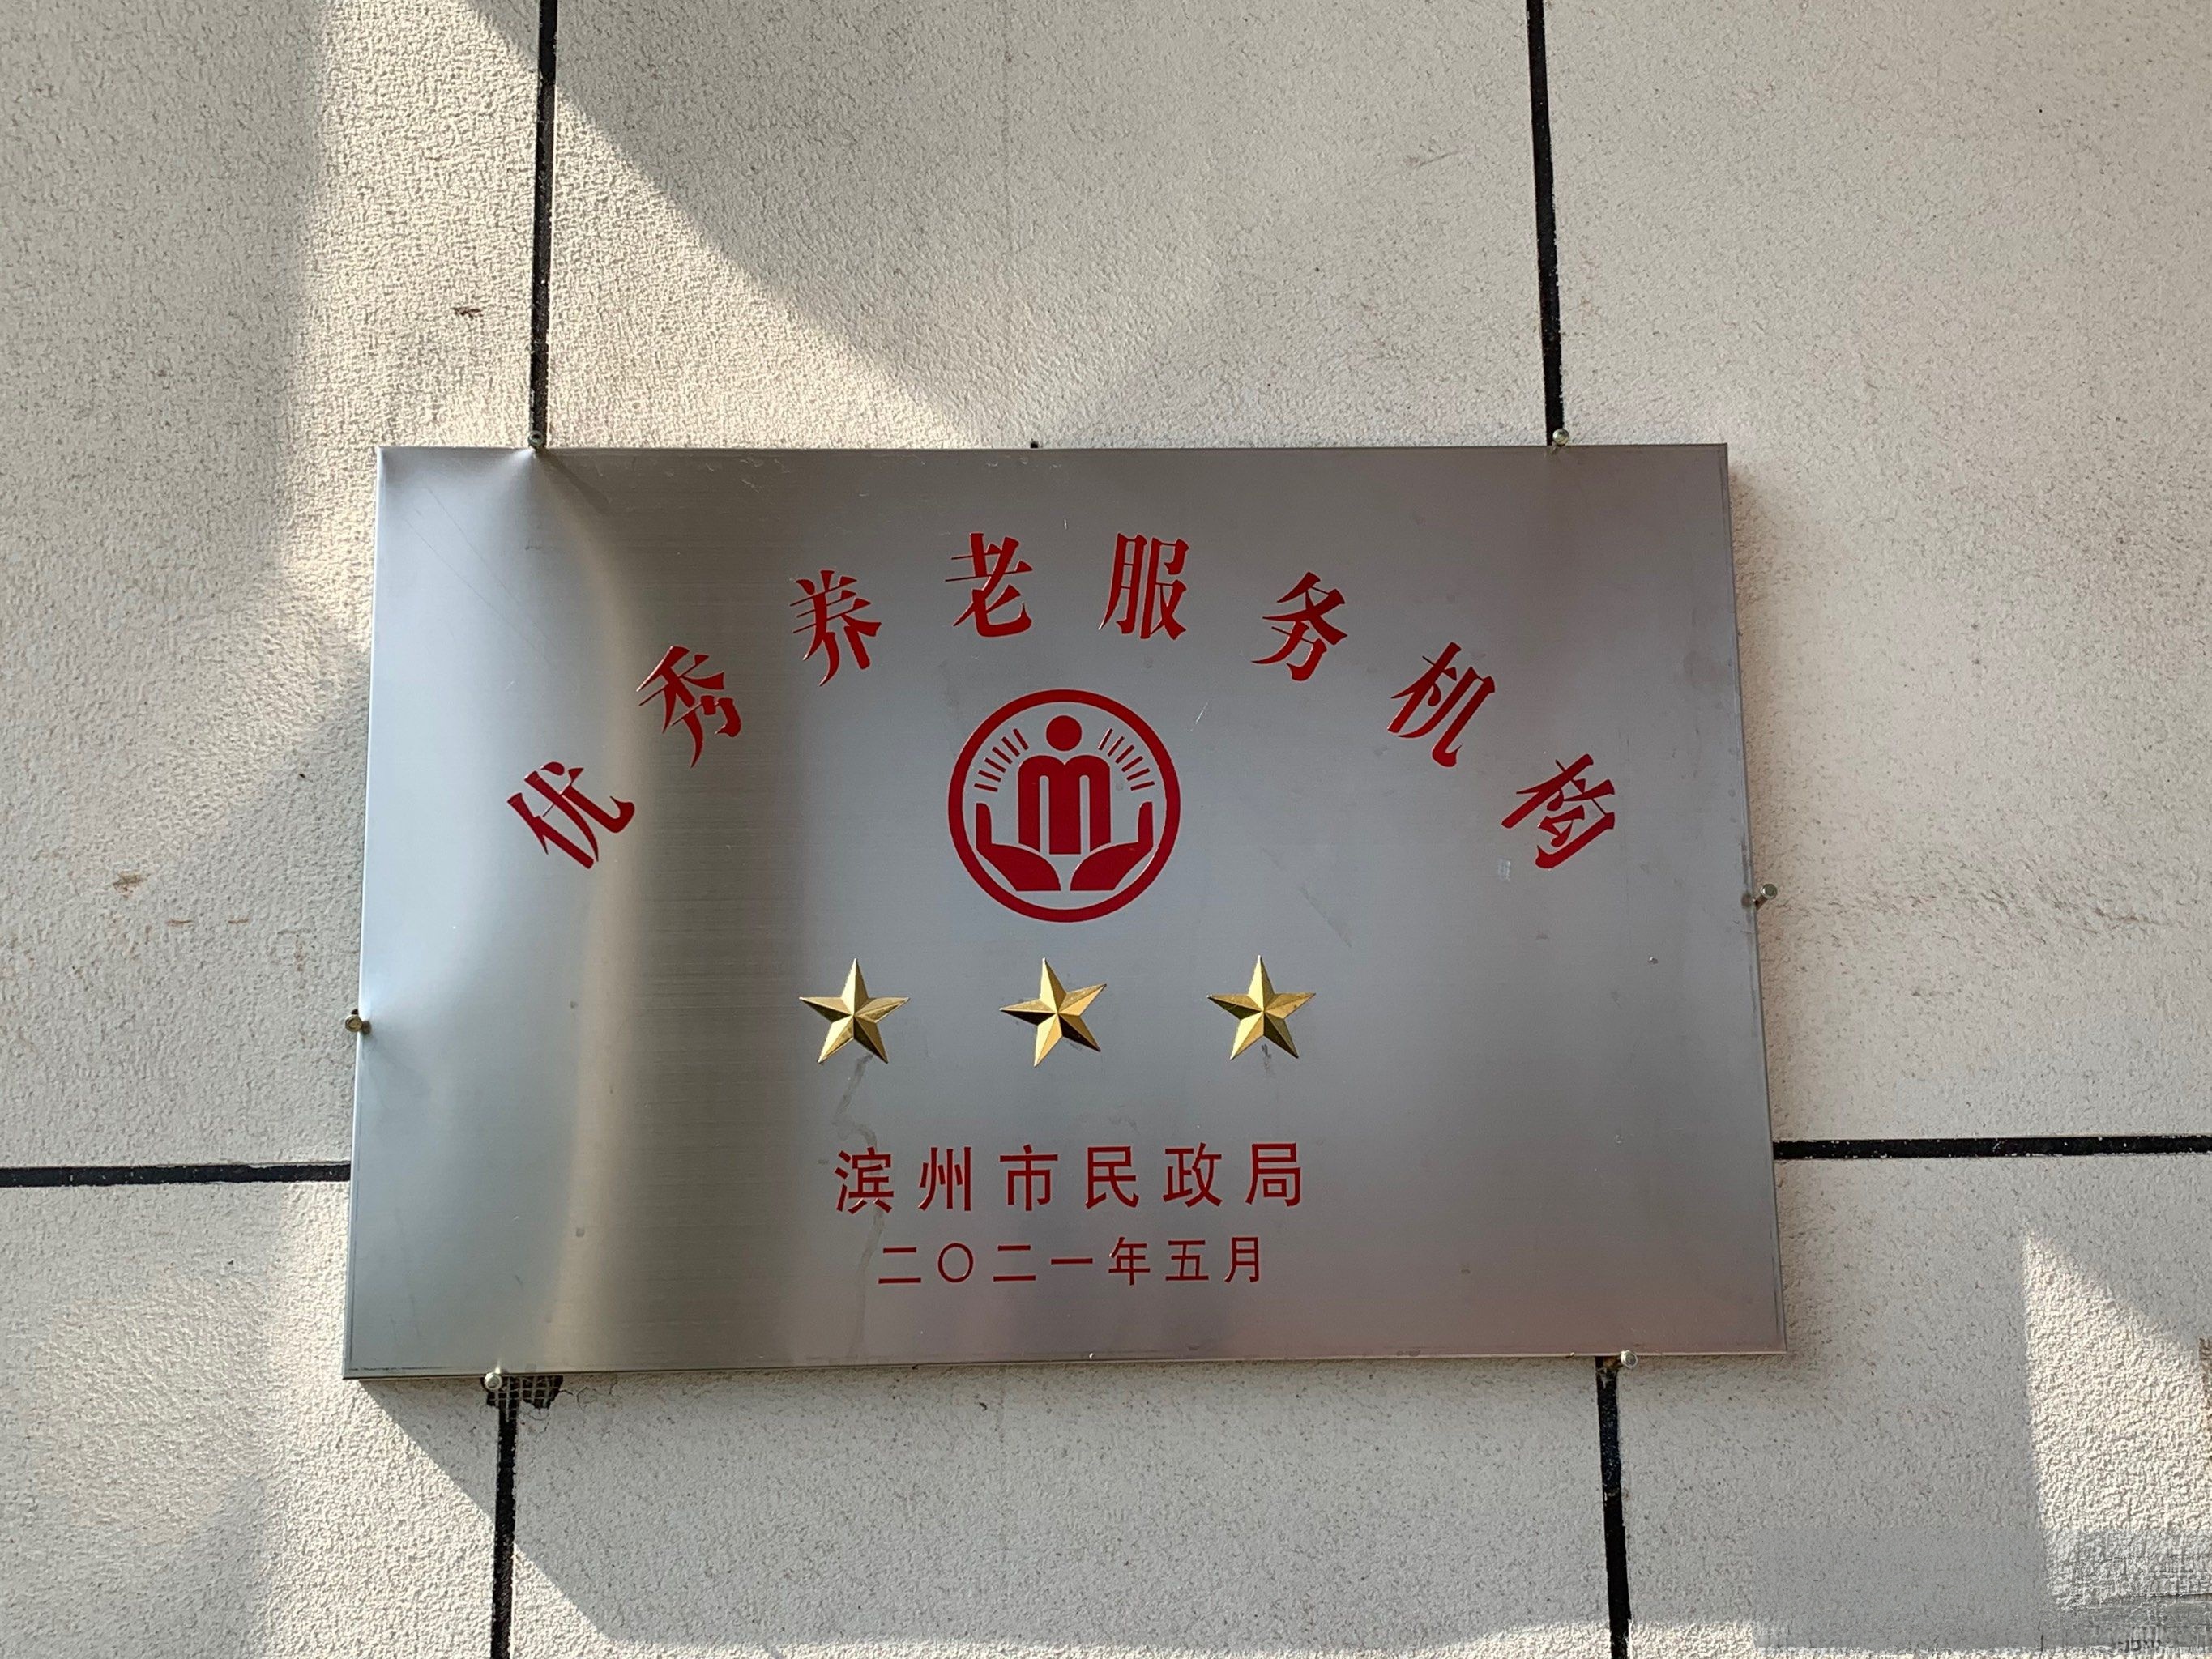 优秀养老服务机构
滨州市民政局
二〇二一年五月